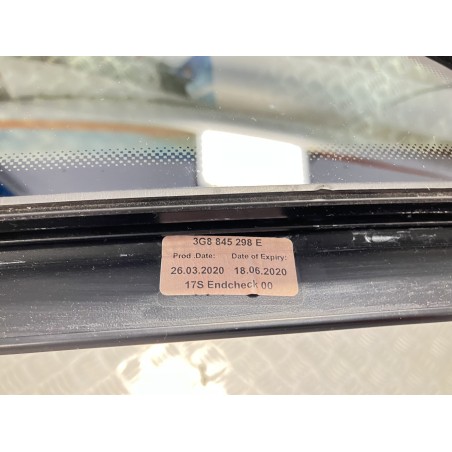 3G8 845 298 E
Prod .Date: Date of Expiry:
26.03.2020 18.06.2020
17S Endcheck 00